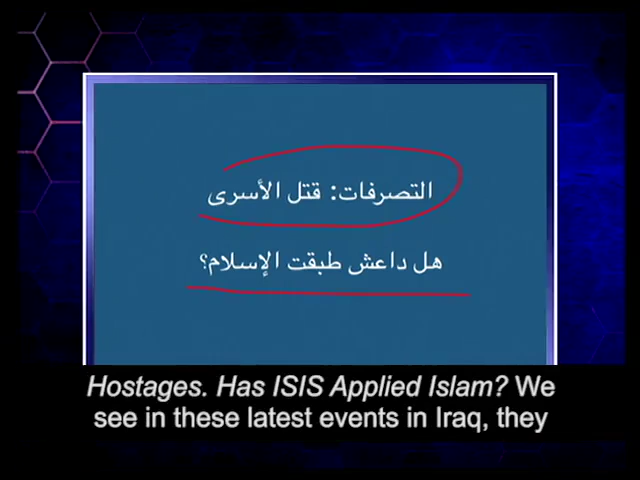 التصرفات: قتل الأسرى
هل داعش طبقت الإسلام؟
Hostages. Has ISIS Applied Islam? We
see in these latest events in Iraq, they